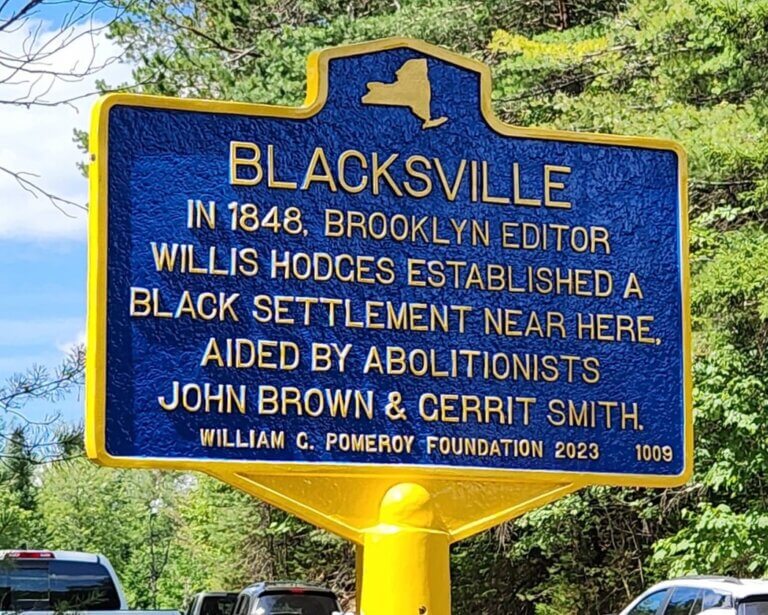 BLACKSVILLE
IN 1848, BROOKLYN EDITOR
WILLIS HODGES ESTABLISHED A
BLACK SETTLEMENT NEAR HERE,
AIDED BY ABOLITIONISTS
JOHN BROWN & GERRIT SMITH.
WILLIAM G. POMEROY FOUNDATION 2023 1009